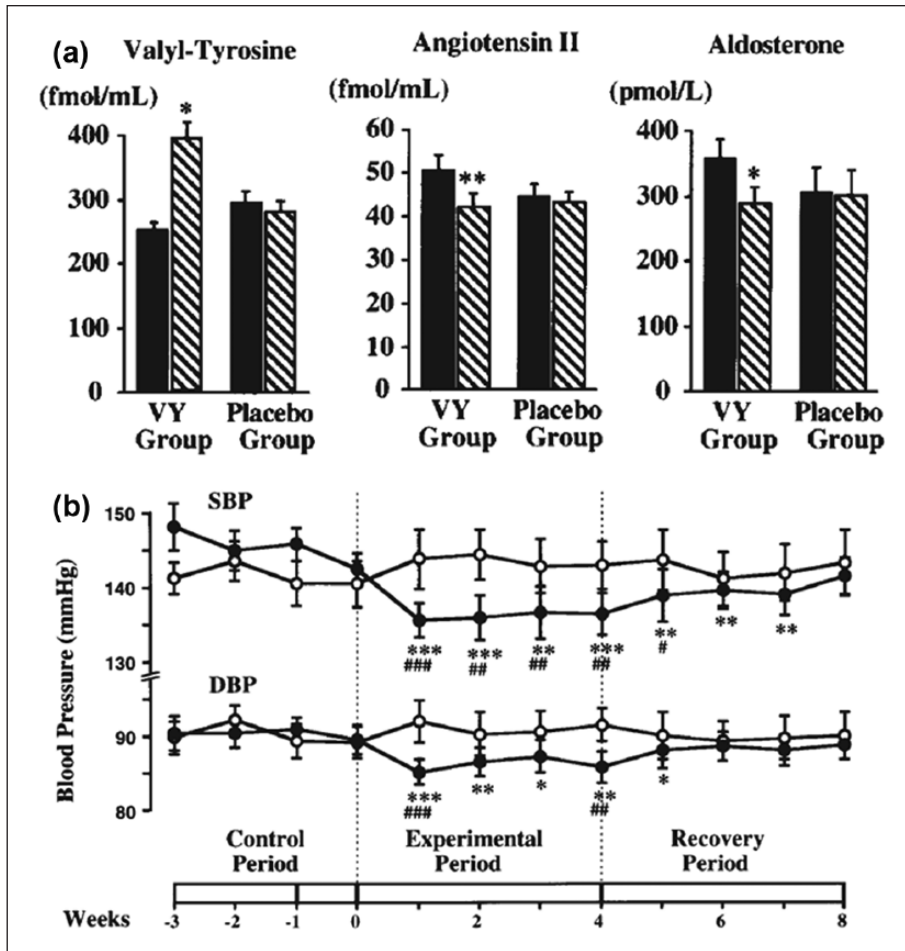 (a)
Valyl-Tyrosine
Angiotensin II
Aldosterone
(fmol/mL)
(fmol/mL)
(pmol/L)
400
300
200
100
0
60
50
40
30
20
10
0
400
300
200
100
0
*
**
*
VY Group
Placebo Group
VY Group
Placebo Group
VY Group
Placebo Group
(b)
SBP
150
140
130
DBP
90
80
Blood Pressure (mmHg)
*** *** ** *** ** ** **
### ## ## ## #
*** ** * ** *
### ##
Control Period
Experimental Period
Recovery Period
Weeks -3 -2 -1 0 2 4 6 8